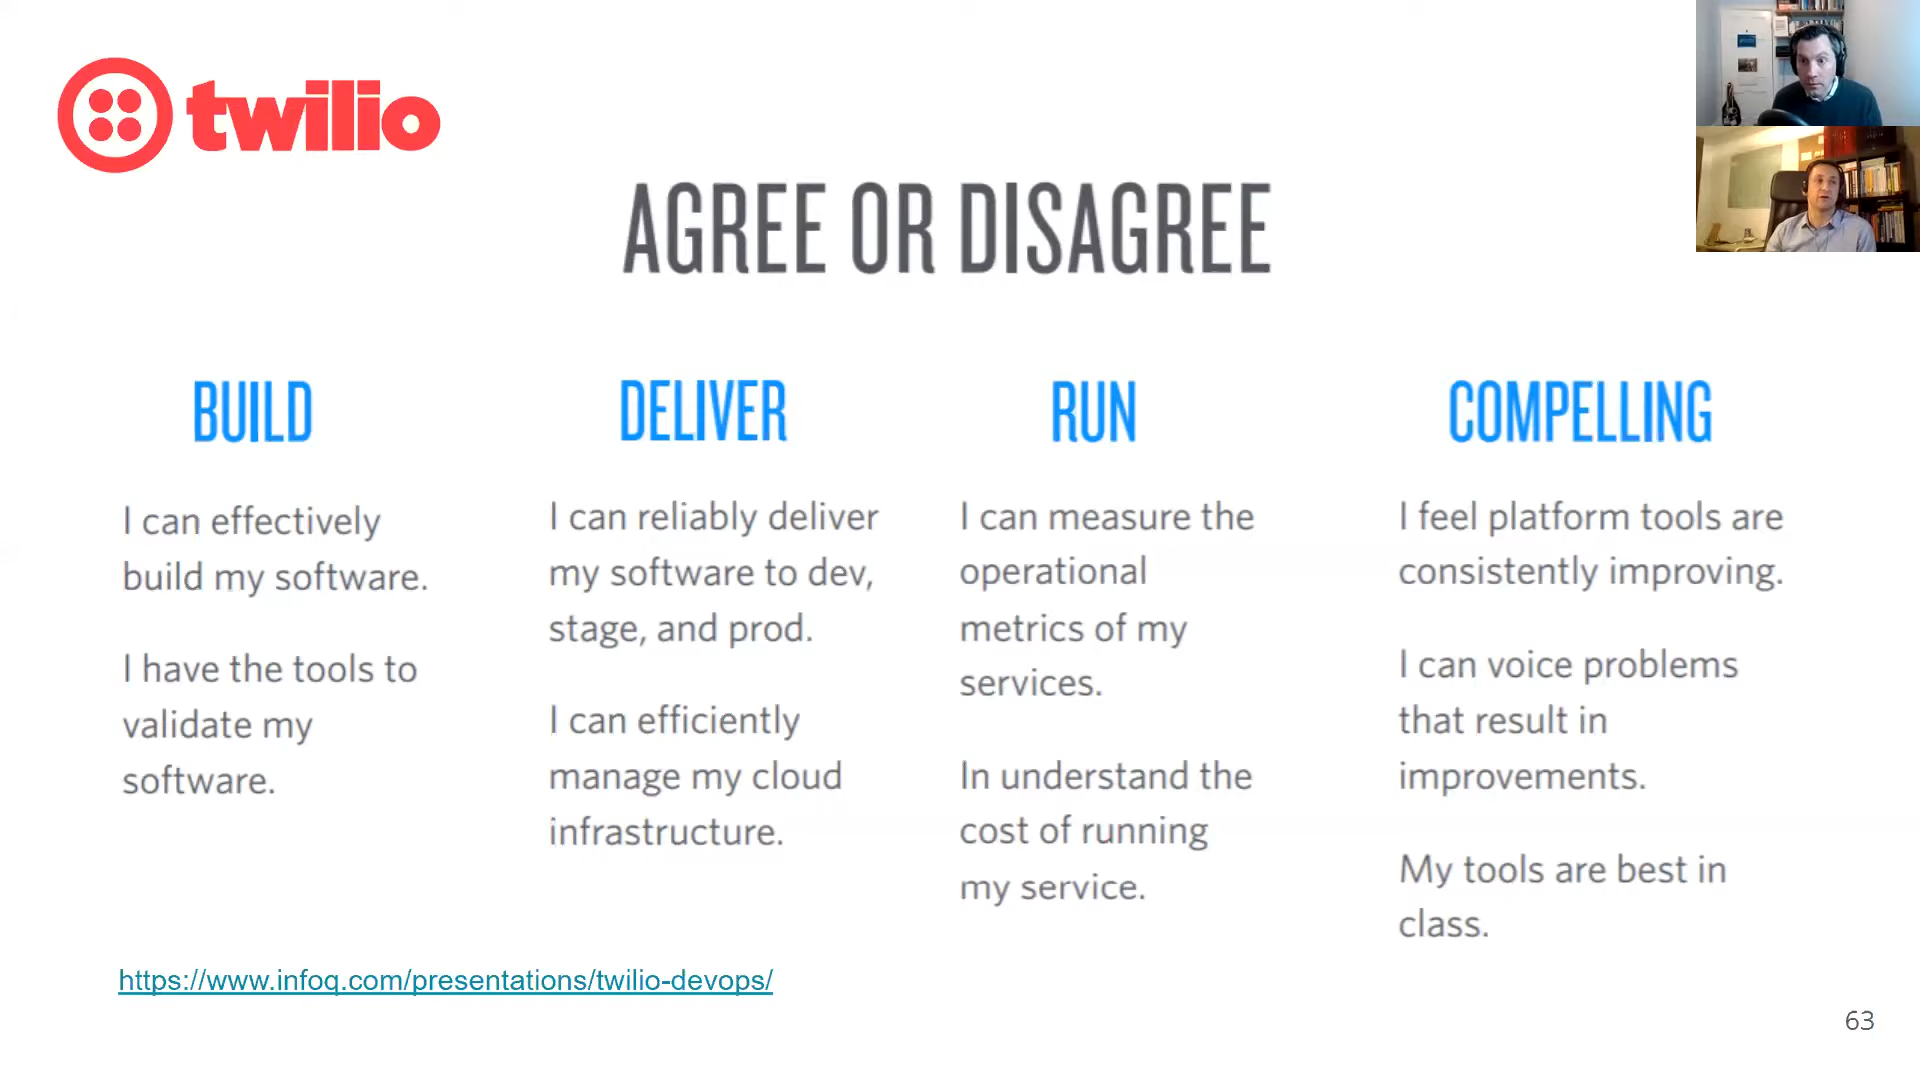 twilio
AGREE OR DISAGREE
BUILD
I can effectively
build my software.
I have the tools to
validate my
software.
DELIVER
I can reliably deliver
my software to dev,
stage, and prod.
I can efficiently
manage my cloud
infrastructure.
RUN
I can measure the
operational
metrics of my
services.
In understand the
cost of running
my service.
COMPELLING
I feel platform tools are
consistently improving.
I can voice problems
that result in
improvements.
My tools are best in
class.
https://www.infoq.com/presentations/twilio-devops/
63